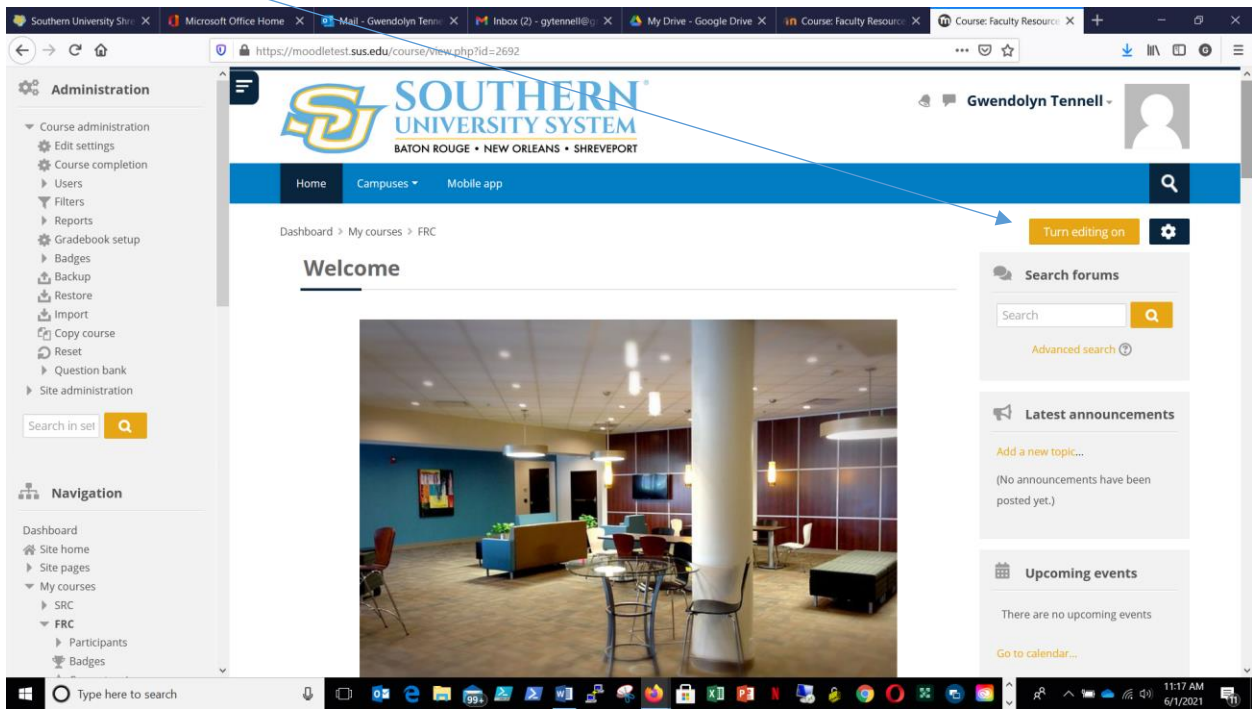 Southern University Shre
Microsoft Office Home
Mail - Gwendolyn Tenne
Inbox (2) - gytennell@g
My Drive - Google Drive
Course: Faculty Resource
Course: Faculty Resource
https://moodletest.sus.edu/course/view.php?id=2692
Administration
Course administration
Edit settings
Course completion
Users
Filters
Reports
Gradebook setup
Badges
Backup
Restore
Import
Copy course
Reset
Question bank
Site administration
Search in set
Navigation
Dashboard
Site home
Site pages
My courses
SRC
FRC
Participants
Badges
SU
SOUTHERN
UNIVERSITY SYSTEM
BATON ROUGE • NEW ORLEANS • SHREVEPORT
Gwendolyn Tennell
Home Campuses Mobile app
Dashboard > My courses > FRC
Turn editing on
Welcome
Search forums
Search
Advanced search
Latest announcements
Add a new topic...
(No announcements have been
posted yet.)
Upcoming events
There are no upcoming events
Go to calendar...
Type here to search
99+
11:17 AM
6/1/2021